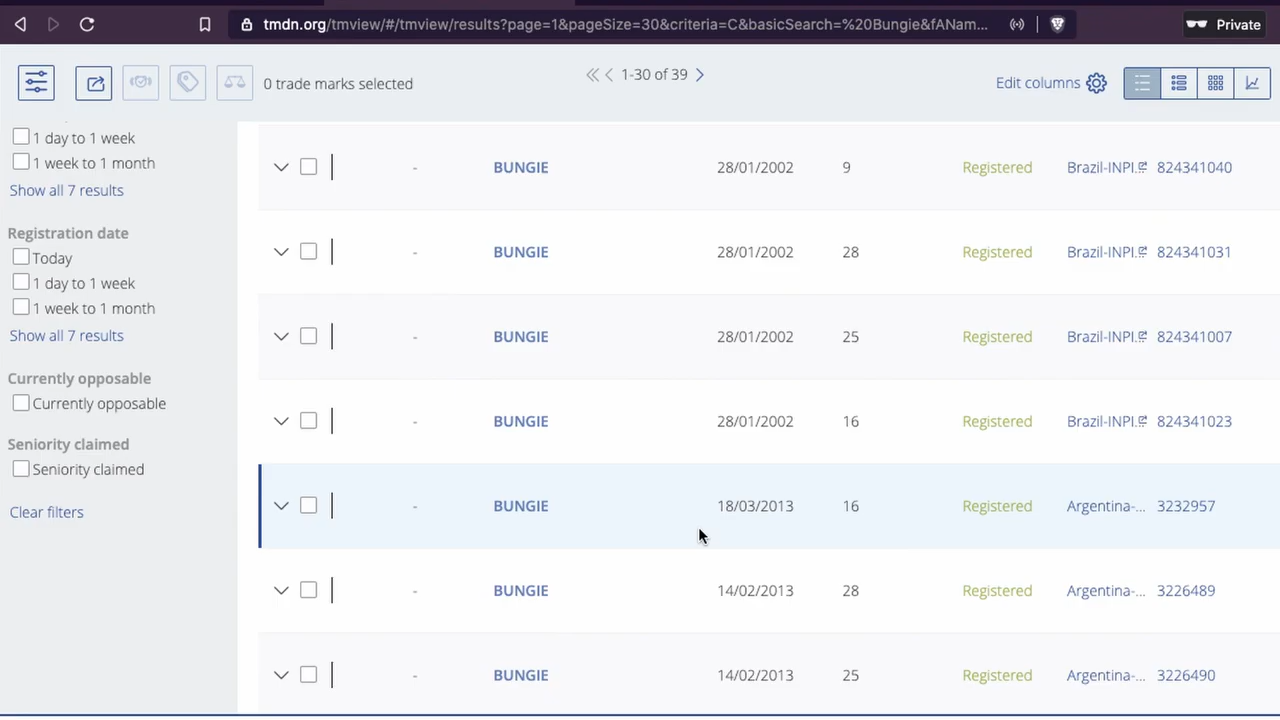 tmdn.org/tmview/#/tmview/results?page=1&pageSize=30&criteria=C&basicSearch=%20Bungie&fANam...
Private
0 trade marks selected
1-30 of 39
Edit columns
1 day to 1 week
1 week to 1 month
Show all 7 results
Registration date
Today
1 day to 1 week
1 week to 1 month
Show all 7 results
Currently opposable
Currently opposable
Seniority claimed
Seniority claimed
Clear filters
- BUNGIE 28/01/2002 9 Registered Brazil-INPI... 824341040
- BUNGIE 28/01/2002 28 Registered Brazil-INPI... 824341031
- BUNGIE 28/01/2002 25 Registered Brazil-INPI... 824341007
- BUNGIE 28/01/2002 16 Registered Brazil-INPI... 824341023
- BUNGIE 18/03/2013 16 Registered Argentina-... 3232957
- BUNGIE 14/02/2013 28 Registered Argentina-... 3226489
- BUNGIE 14/02/2013 25 Registered Argentina-... 3226490